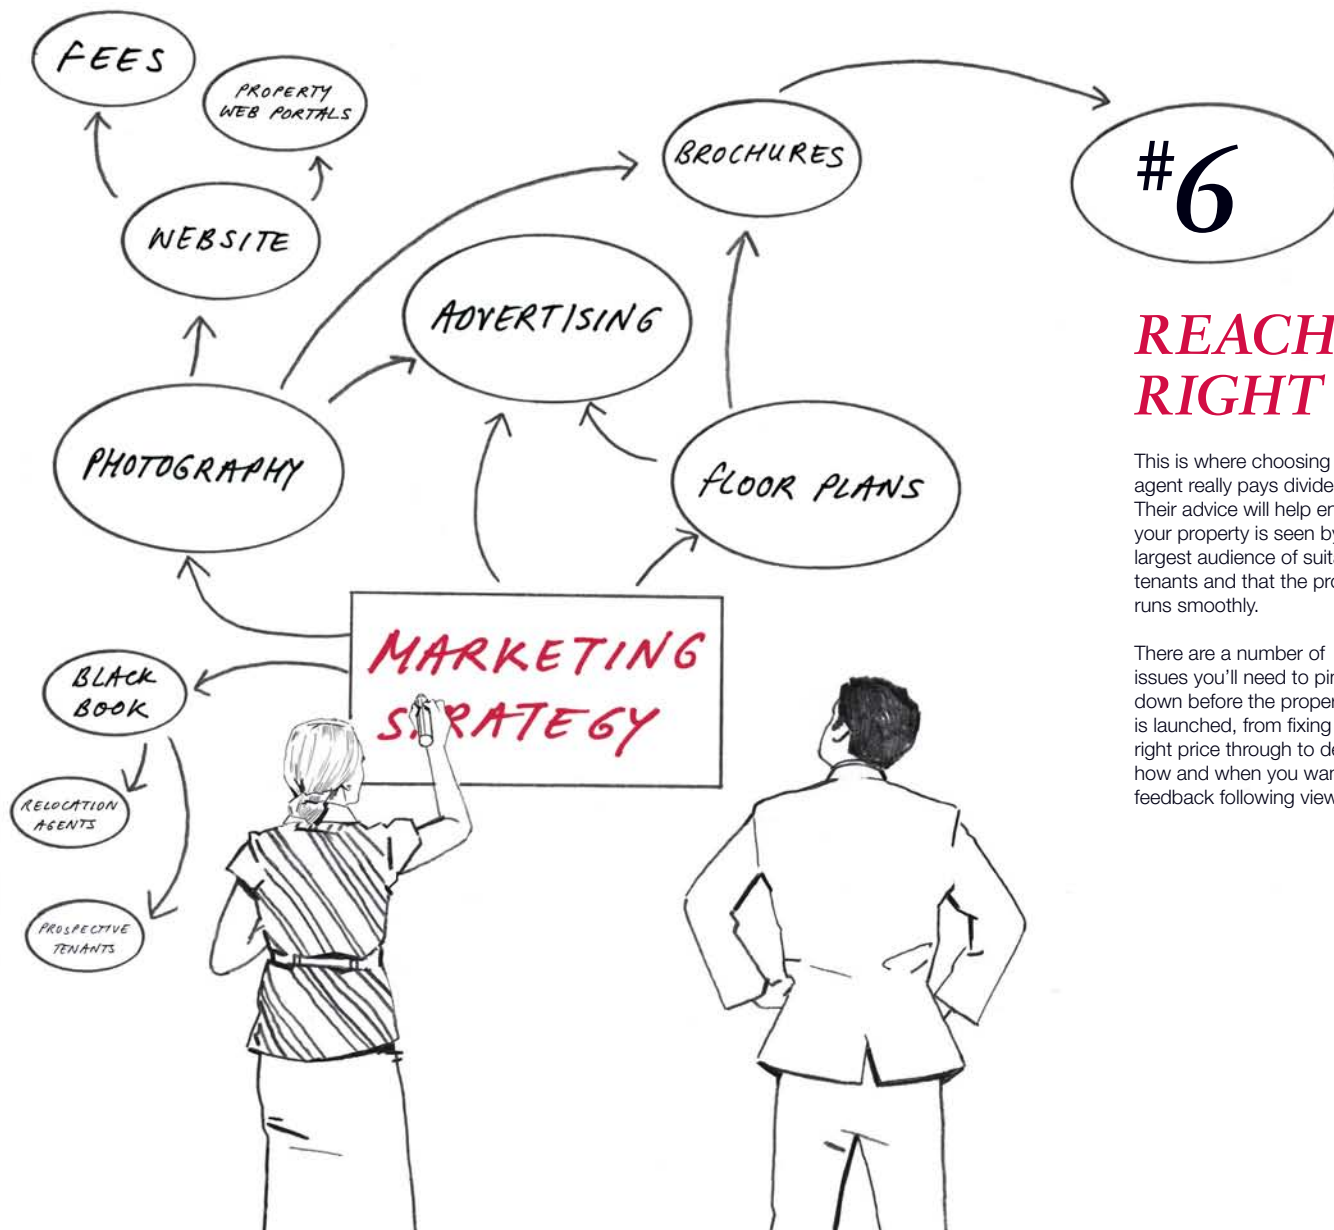 FEES
PROPERTY
WEB PORTALS
WEBSITE
BROCHURES
ADVERTISING
PHOTOGRAPHY
FLOOR PLANS
MARKETING
STRATEGY
BLACK
BOOK
RELOCATION
AGENTS
PROSPECTIVE
TENANTS
#6
REACH
RIGHT
This is where choosing
agent really pays divide
Their advice will help en
your property is seen by
largest audience of suit
tenants and that the pro
runs smoothly.
There are a number of
issues you'll need to pin
down before the proper
is launched, from fixing
right price through to de
how and when you wan
feedback following view